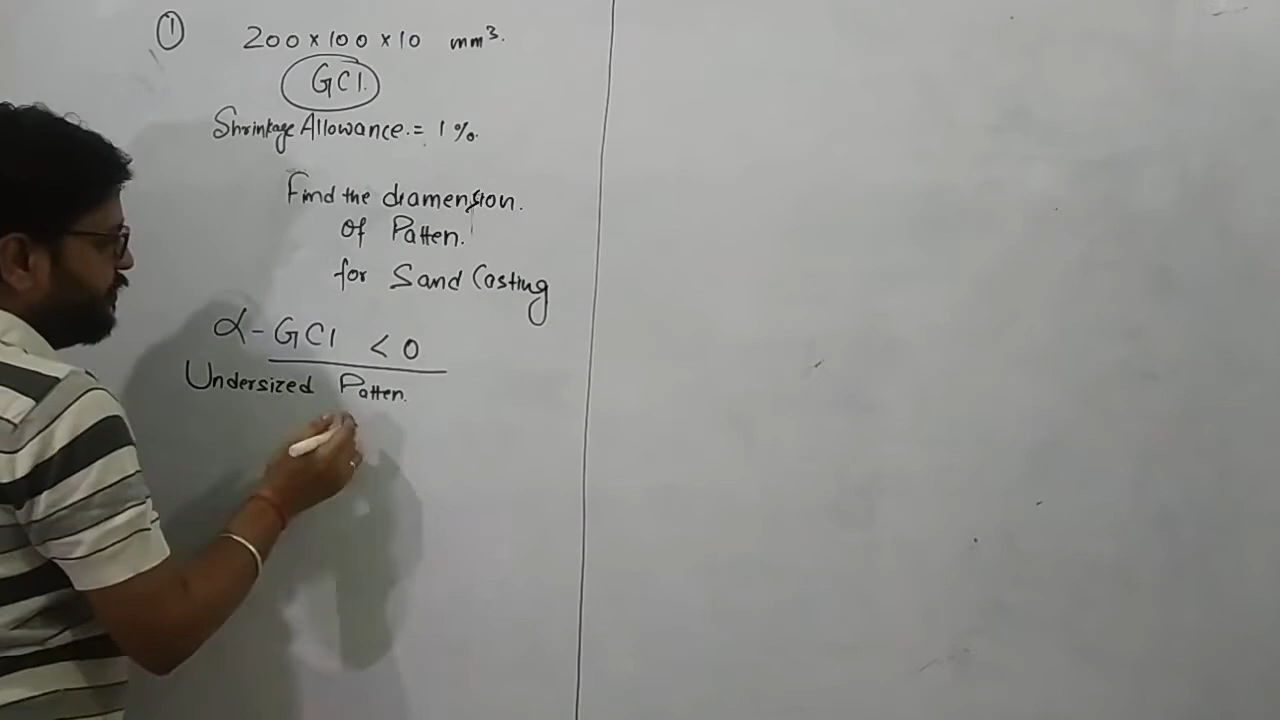 ① 200 × 100 × 10 mm³.
GCI.
Shrinkage Allowance. = 1 %.
Find the diamension.
of Patten.
for Sand Casting
α - GCI < 0
Undersized Patten.